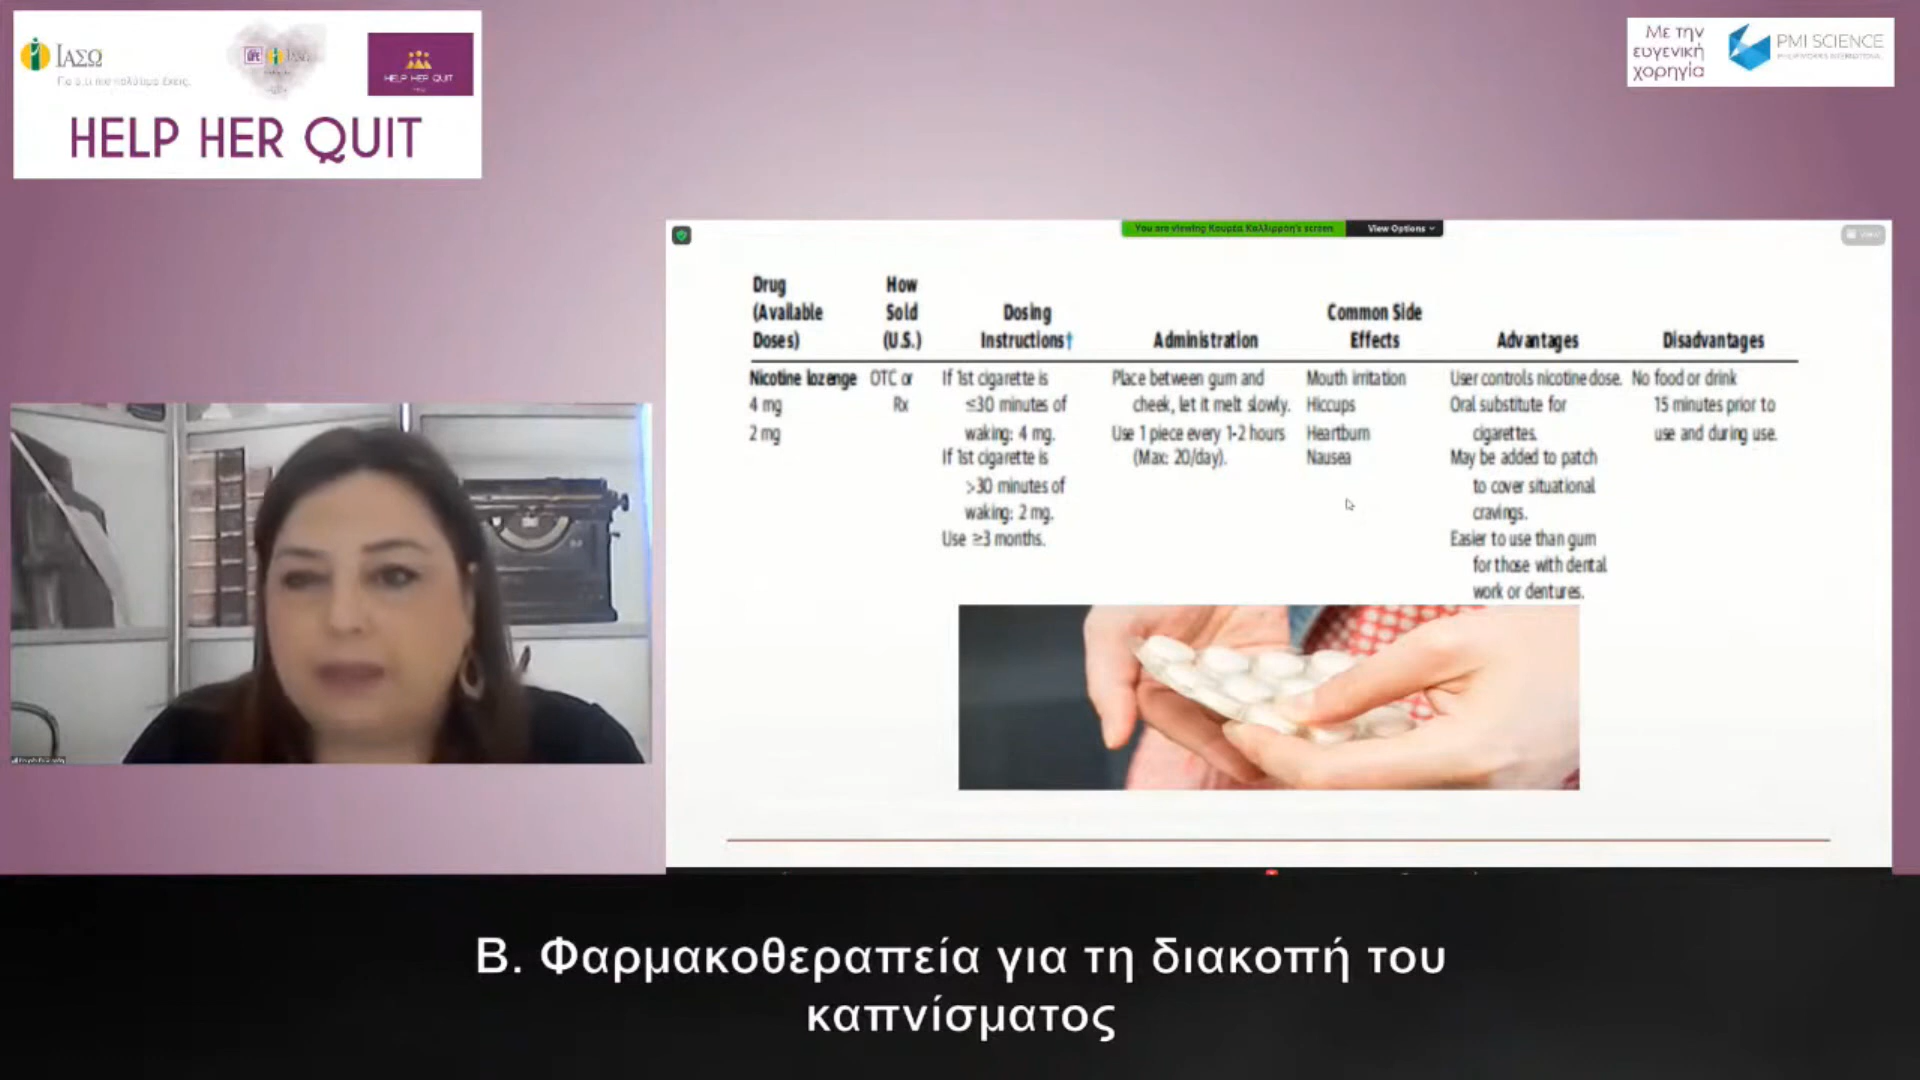 ΙΑΣΩ
Για ό,τι πιο πολύτιμο έχεις.
HELP HER QUIT
HELP HER QUIT
Με την
ευγενική
χορηγία
PMI SCIENCE
PHILIP MORRIS INTERNATIONAL
You are viewing Κουρέα Καλλιρρόη's screen
View Options
View
Drug
(Available
Doses)
How
Sold
(U.S.)
Dosing
Instructions†
Administration
Common Side
Effects
Advantages
Disadvantages
Nicotine lozenge
4 mg
2 mg
OTC or
Rx
If 1st cigarette is
≤30 minutes of
waking: 4 mg.
If 1st cigarette is
>30 minutes of
waking: 2 mg.
Use ≥3 months.
Place between gum and
cheek, let it melt slowly.
Use 1 piece every 1-2 hours
(Max: 20/day).
Mouth irritation
Hiccups
Heartburn
Nausea
User controls nicotine dose.
Oral substitute for
cigarettes.
May be added to patch
to cover situational
cravings.
Easier to use than gum
for those with dental
work or dentures.
No food or drink
15 minutes prior to
use and during use.
Β. Φαρμακοθεραπεία για τη διακοπή του
καπνίσματος